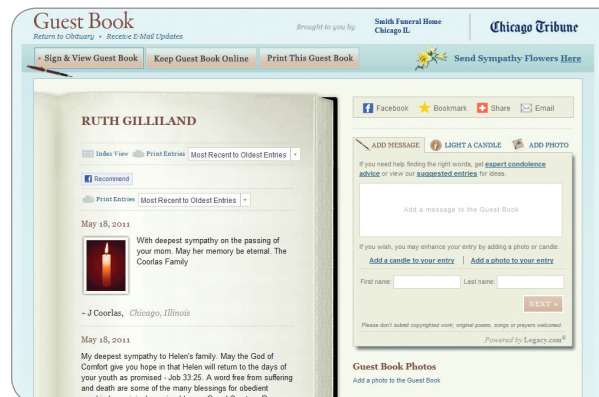 Guest Book
Return to Obituary • Receive E-Mail Updates
Brought to you by
Smith Funeral Home
Chicago IL
Chicago Tribune
Sign & View Guest Book
Keep Guest Book Online
Print This Guest Book
Send Sympathy Flowers Here
RUTH GILLILAND
Index View
Print Entries
Most Recent to Oldest Entries
Recommend
Print Entries
Most Recent to Oldest Entries
May 18, 2011
With deepest sympathy on the passing of
your mom. May her memory be eternal. The
Coorlas Family
~ J Coorlas, Chicago, Illinois
May 18, 2011
My deepest sympathy to Helen's family. May the God of
Comfort give you hope in that Helen will return to the days of
your youth as promised - Job 33:25. A word free from suffering
and death are some of the many blessings for obedient
Facebook
Bookmark
Share
Email
ADD MESSAGE
LIGHT A CANDLE
ADD PHOTO
If you need help finding the right words, get expert condolence
advice or view our suggested entries for ideas.
Add a message to the Guest Book
If you wish, you may enhance your entry by adding a photo or candle.
Add a candle to your entry | Add a photo to your entry
First name:
Last name:
NEXT
Please don't submit copyrighted work; original poems, songs or prayers welcomed.
Powered by Legacy.com®
Guest Book Photos
Add a photo to the Guest Book